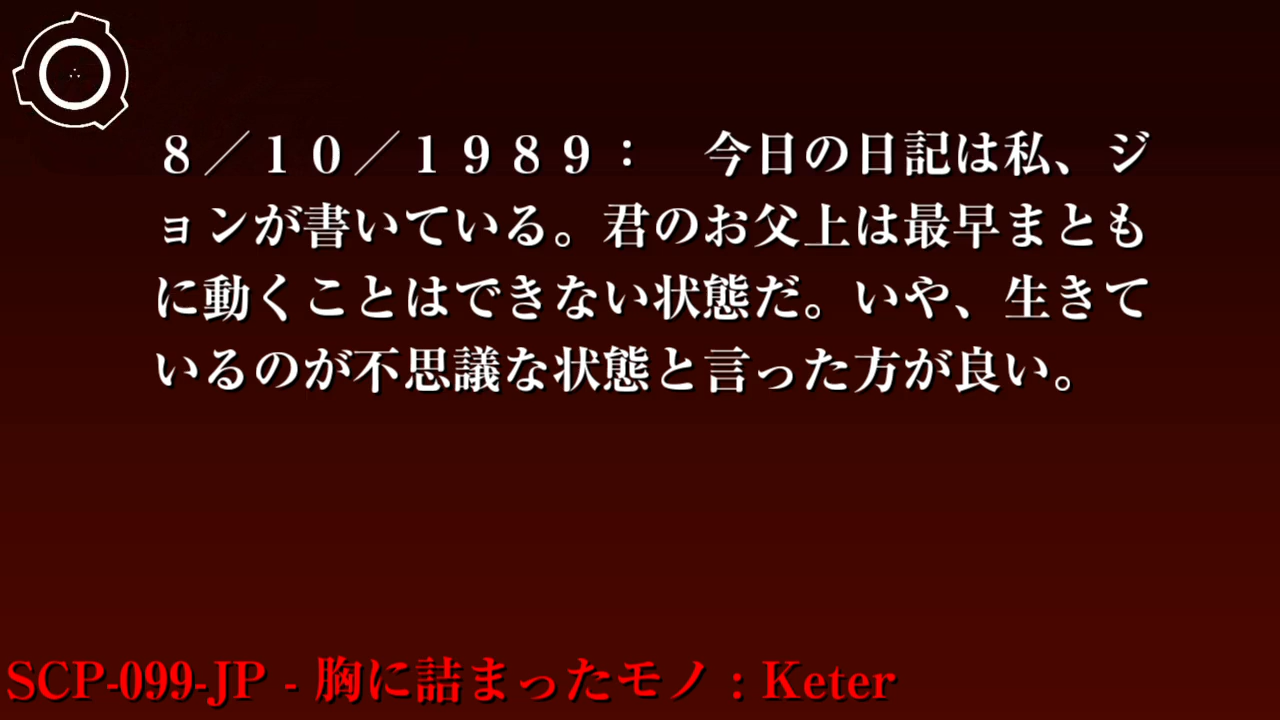 ８／１０／１９８９：　今日の日記は私、ジ
ョンが書いている。君のお父上は最早まとも
に動くことはできない状態だ。いや、生きて
いるのが不思議な状態と言った方が良い。
SCP-099-JP - 胸に詰まったモノ：Keter